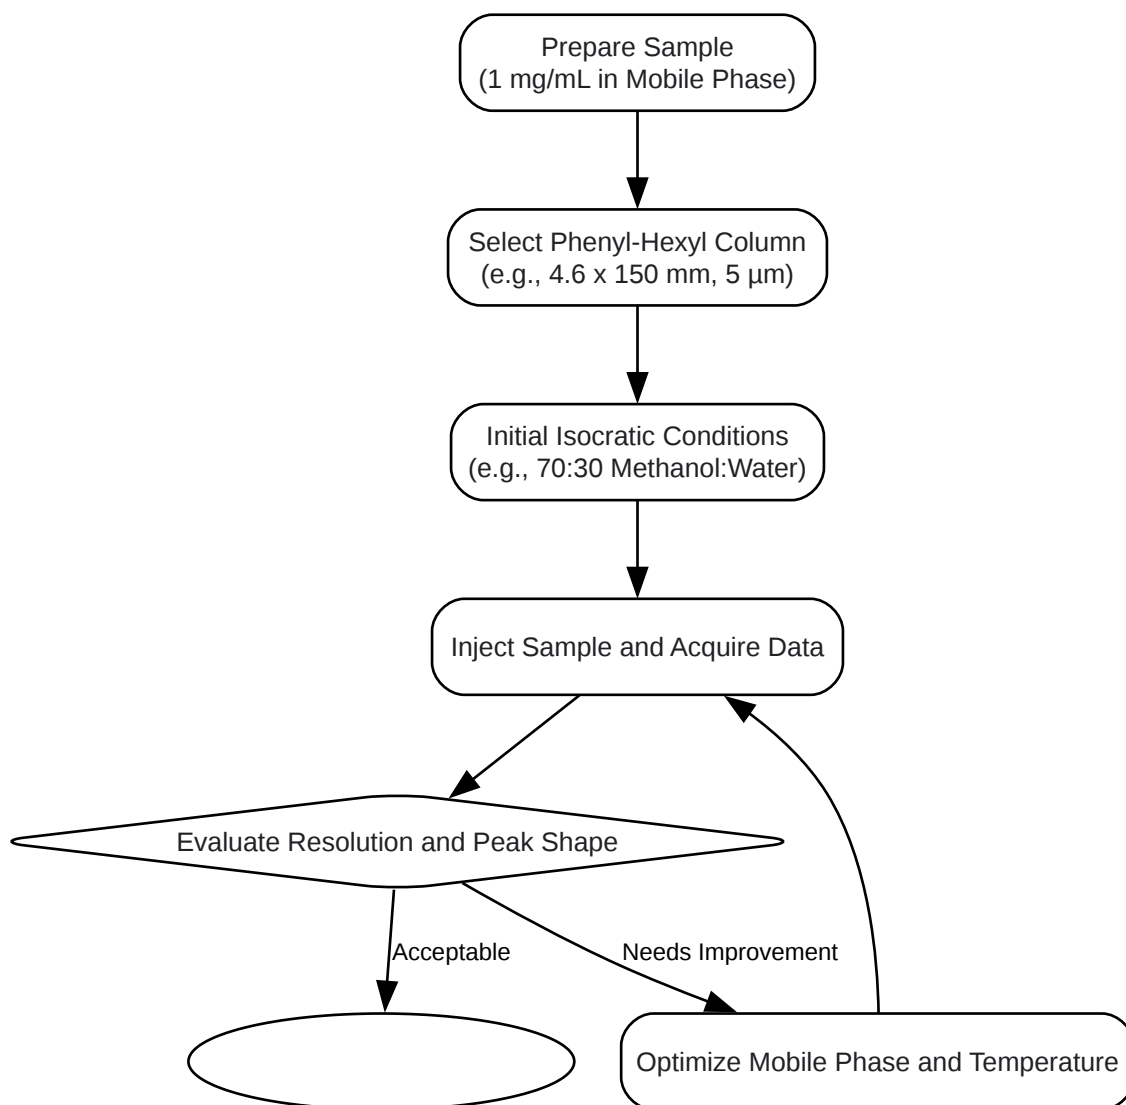 Prepare Sample
(1 mg/mL in Mobile Phase)
Select Phenyl-Hexyl Column
(e.g., 4.6 x 150 mm, 5 µm)
Initial Isocratic Conditions
(e.g., 70:30 Methanol:Water)
Inject Sample and Acquire Data
Evaluate Resolution and Peak Shape
Acceptable
Needs Improvement
Optimize Mobile Phase and Temperature